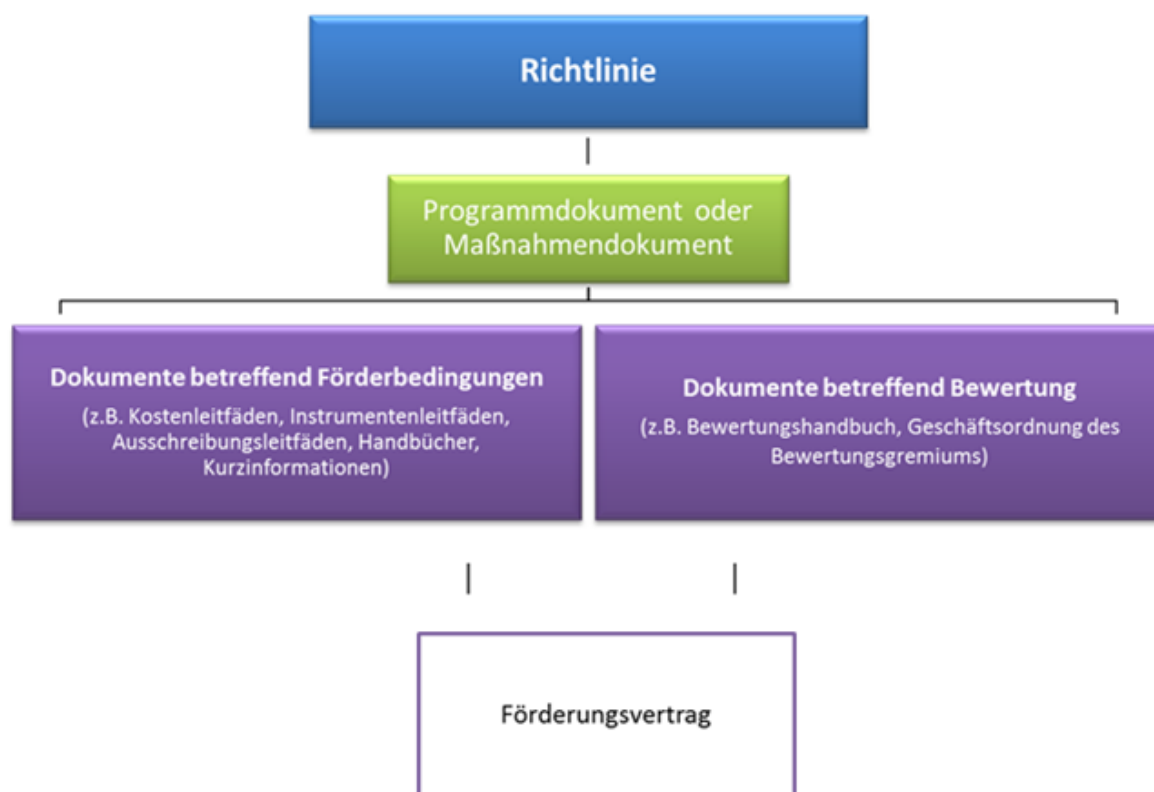 Richtlinie
Programmdokument oder
Maßnahmendokument
Dokumente betreffend Förderbedingungen
(z.B. Kostenleitfäden, Instrumentenleitfäden,
Ausschreibungsleitfäden, Handbücher,
Kurzinformationen)
Dokumente betreffend Bewertung
(z.B. Bewertungshandbuch, Geschäftsordnung des
Bewertungsgremiums)
Förderungsvertrag